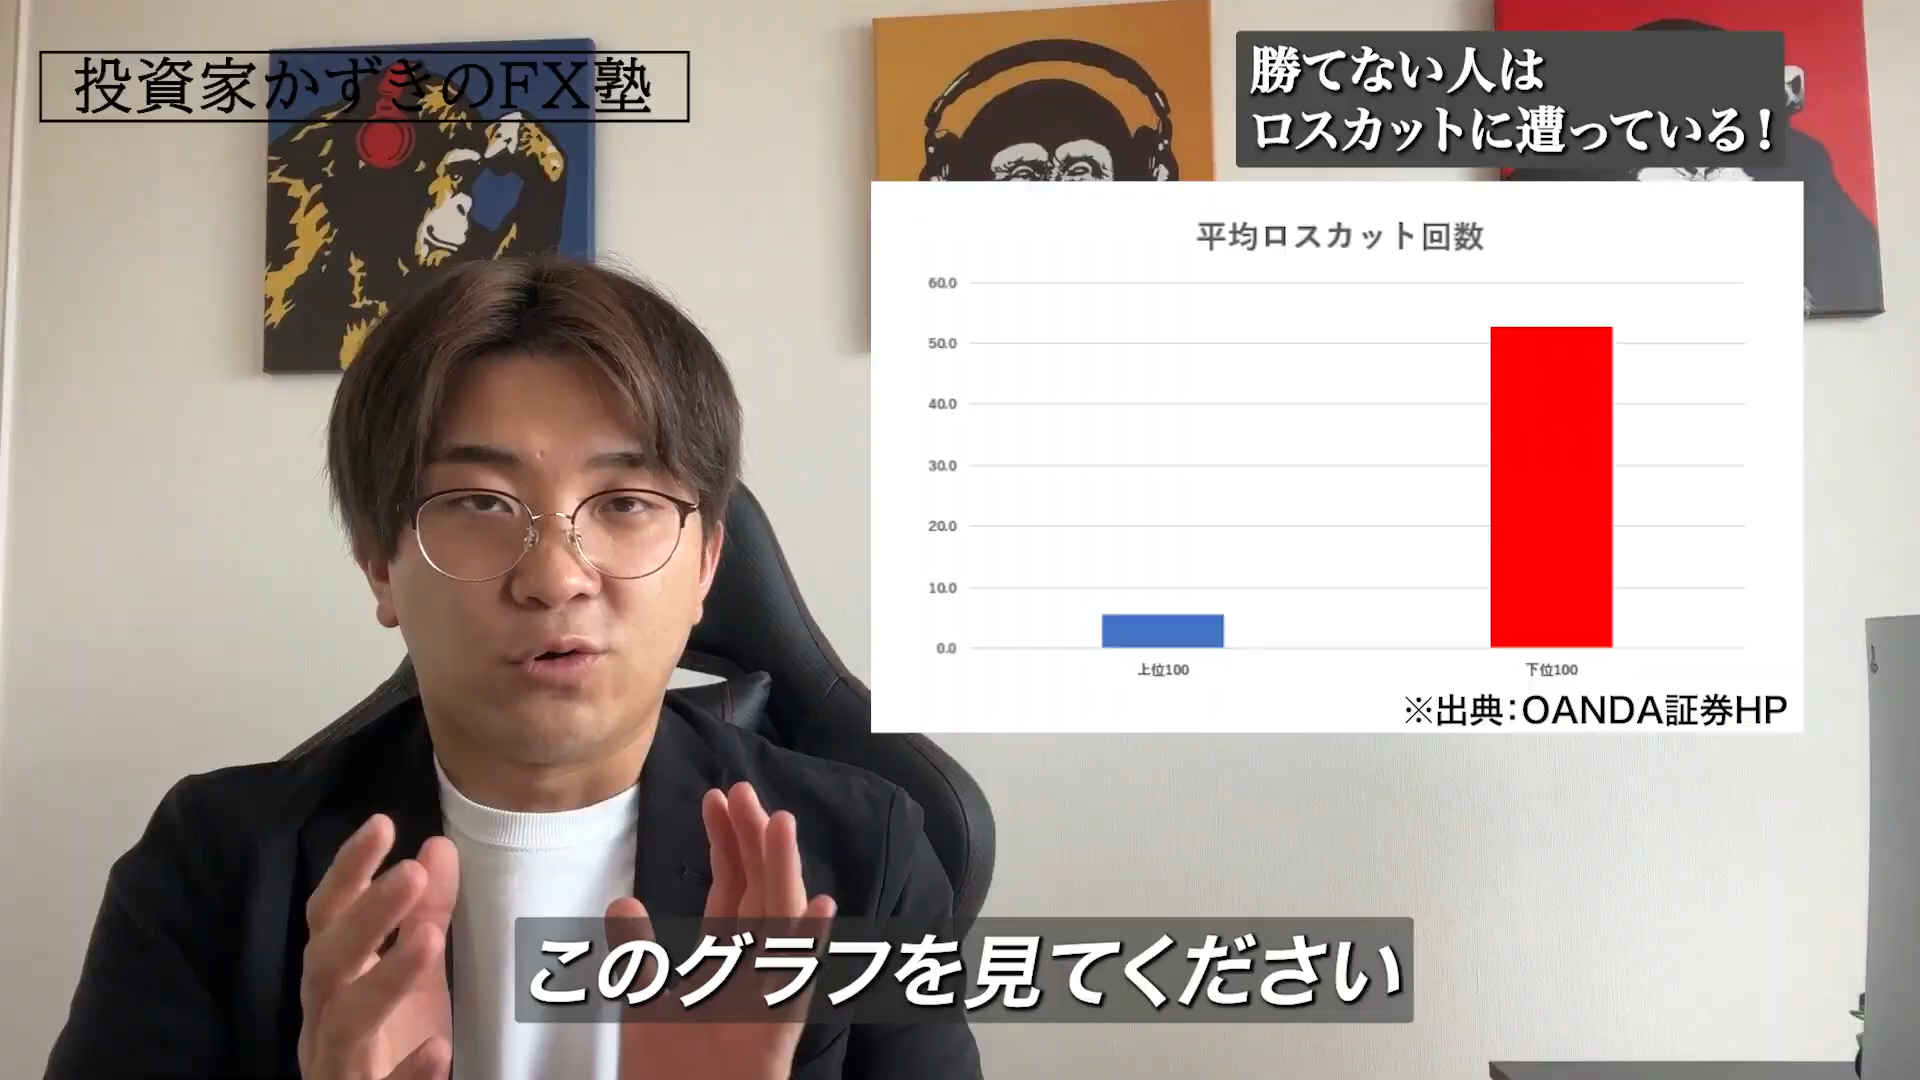 投資家かずきのFX塾
勝てない人は
ロスカットに遭っている！
平均ロスカット回数
60.0
50.0
40.0
30.0
20.0
10.0
0.0
上位100
下位100
※出典：OANDA証券HP
このグラフを見てください